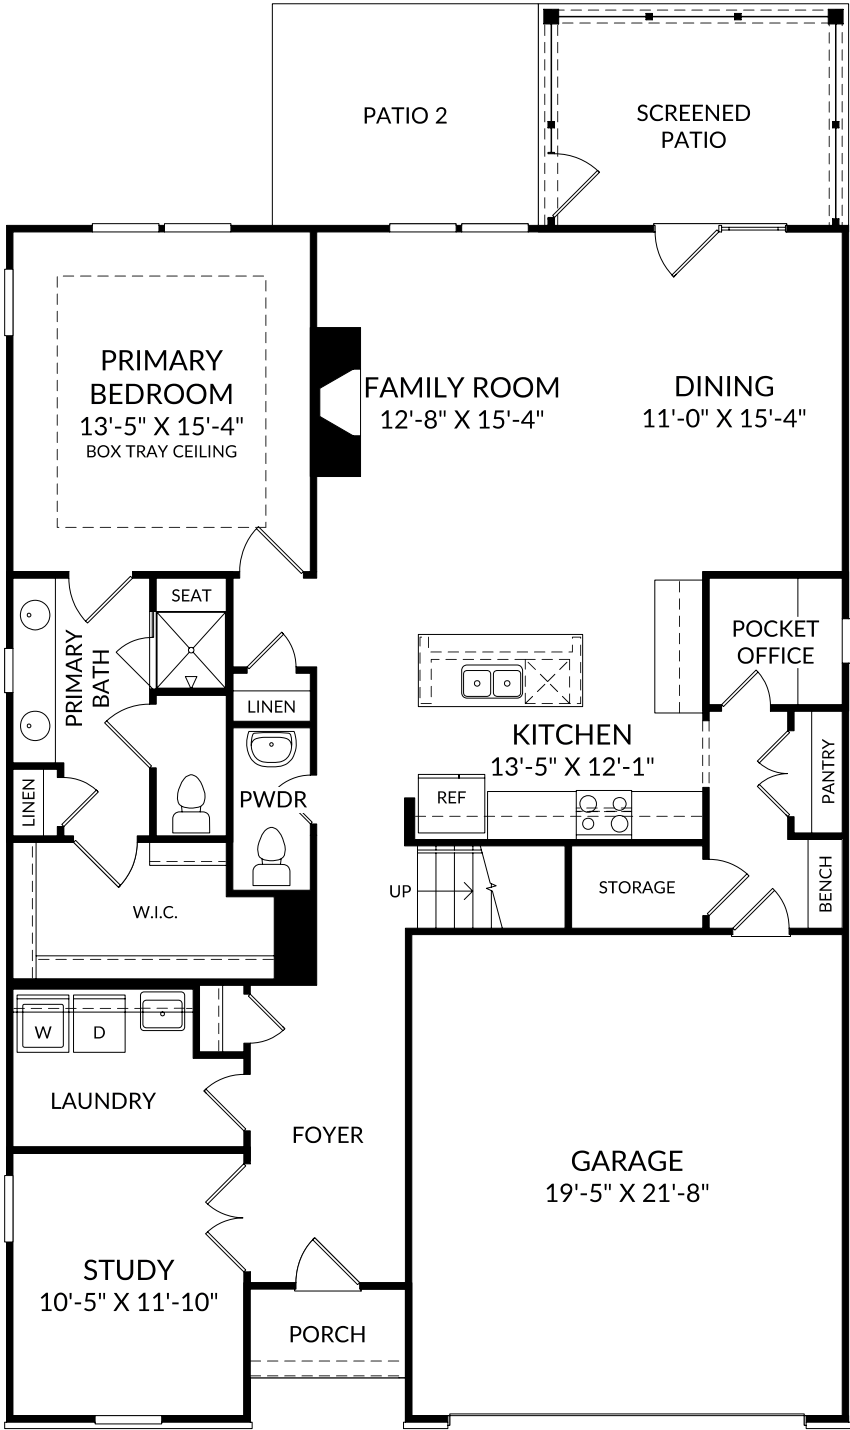 PATIO 2
SCREENED
PATIO
PRIMARY
BEDROOM
13'-5" X 15'-4"
BOX TRAY CEILING
FAMILY ROOM
12'-8" X 15'-4"
DINING
11'-0" X 15'-4"
SEAT
PRIMARY
BATH
LINEN
POCKET
OFFICE
KITCHEN
13'-5" X 12'-1"
PANTRY
LINEN
PWDR
REF
UP
STORAGE
BENCH
W.I.C.
W
D
LAUNDRY
FOYER
GARAGE
19'-5" X 21'-8"
STUDY
10'-5" X 11'-10"
PORCH